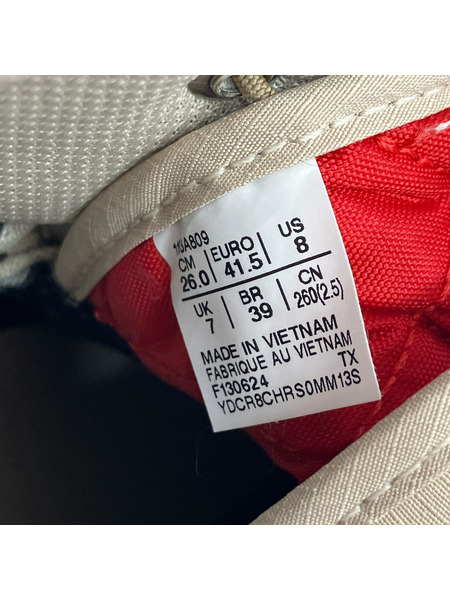 115A809
CM EURO US
26.0 41.5 8
UK BR CN
7 39 260(2.5)
MADE IN VIETNAM
FABRIQUE AU VIETNAM
F130624 TX
YDCR8CHRS0MM13S